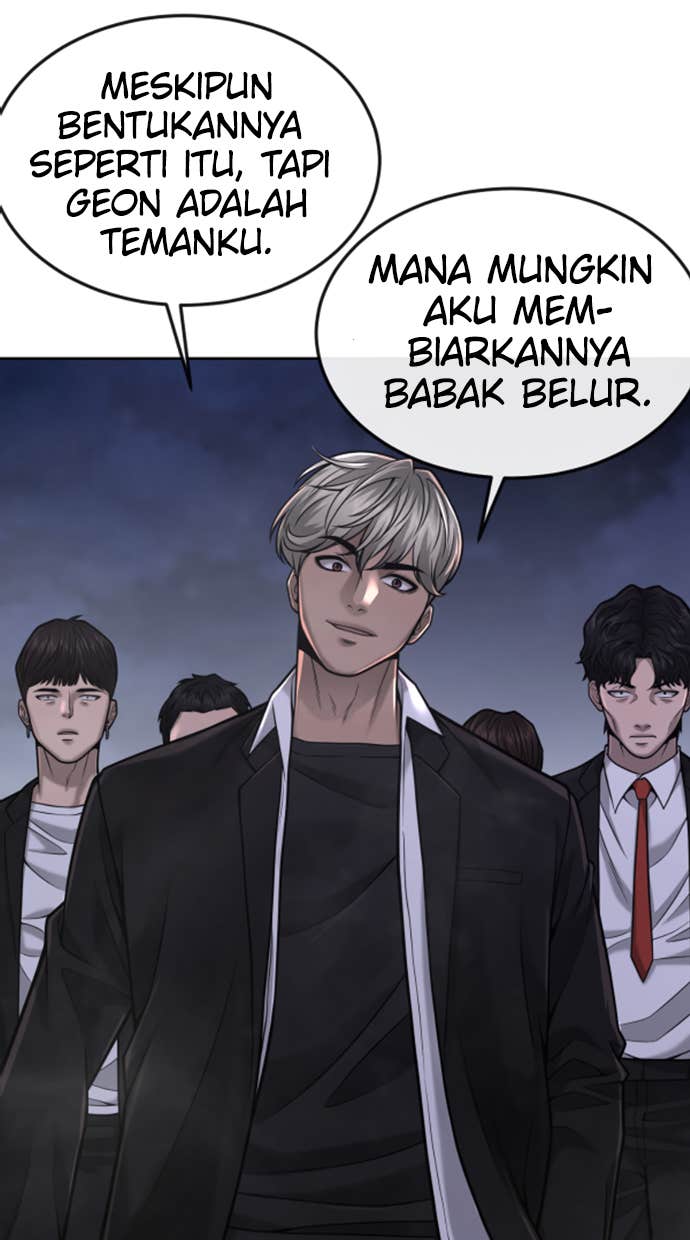 MESKIPUN
BENTUKANNYA
SEPERTI ITU, TAPI
GEON ADALAH
TEMANKU.
MANA MUNGKIN
AKU MEM-
BIARKANNYA
BABAK BELUR.